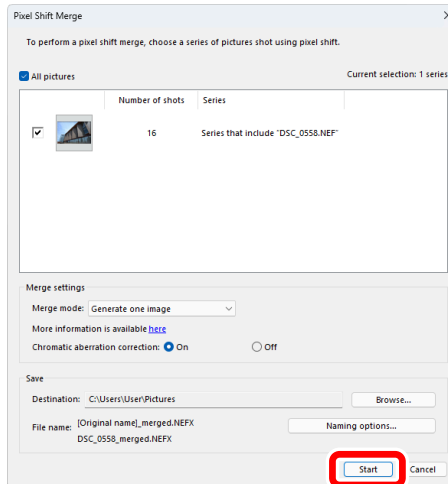 Pixel Shift Merge
To perform a pixel shift merge, choose a series of pictures shot using pixel shift.
All pictures
Current selection: 1 series
Number of shots Series
16 Series that include "DSC_0558.NEF"
Merge settings
Merge mode: Generate one image
More information is available here
Chromatic aberration correction: On Off
Save
Destination: C:\Users\User\Pictures Browse...
File name: [Original name]_merged.NEFX Naming options...
DSC_0558_merged.NEFX
Start Cancel